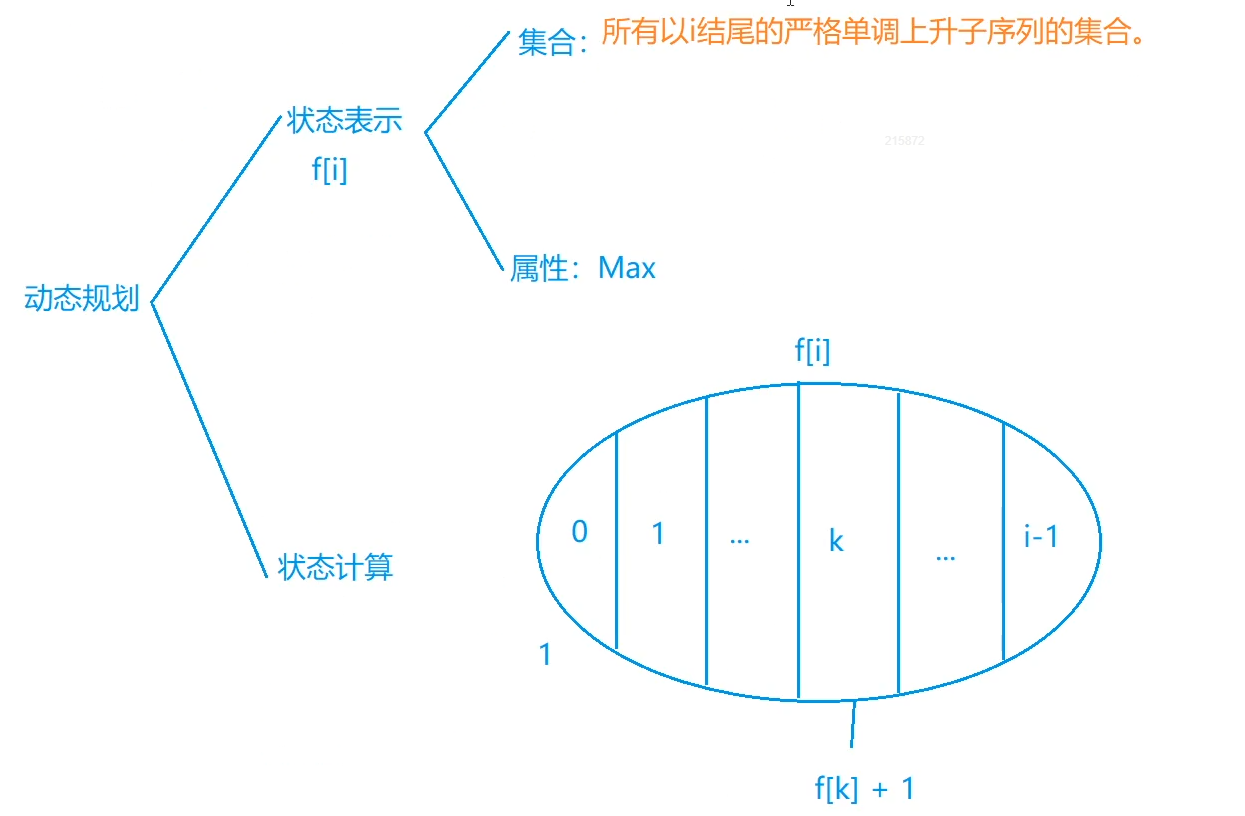 集合：所有以i结尾的严格单调上升子序列的集合。
状态表示
f[i]
215872
属性：Max
动态规划
f[i]
0 1 ... k ... i-1
状态计算
1
f[k] + 1